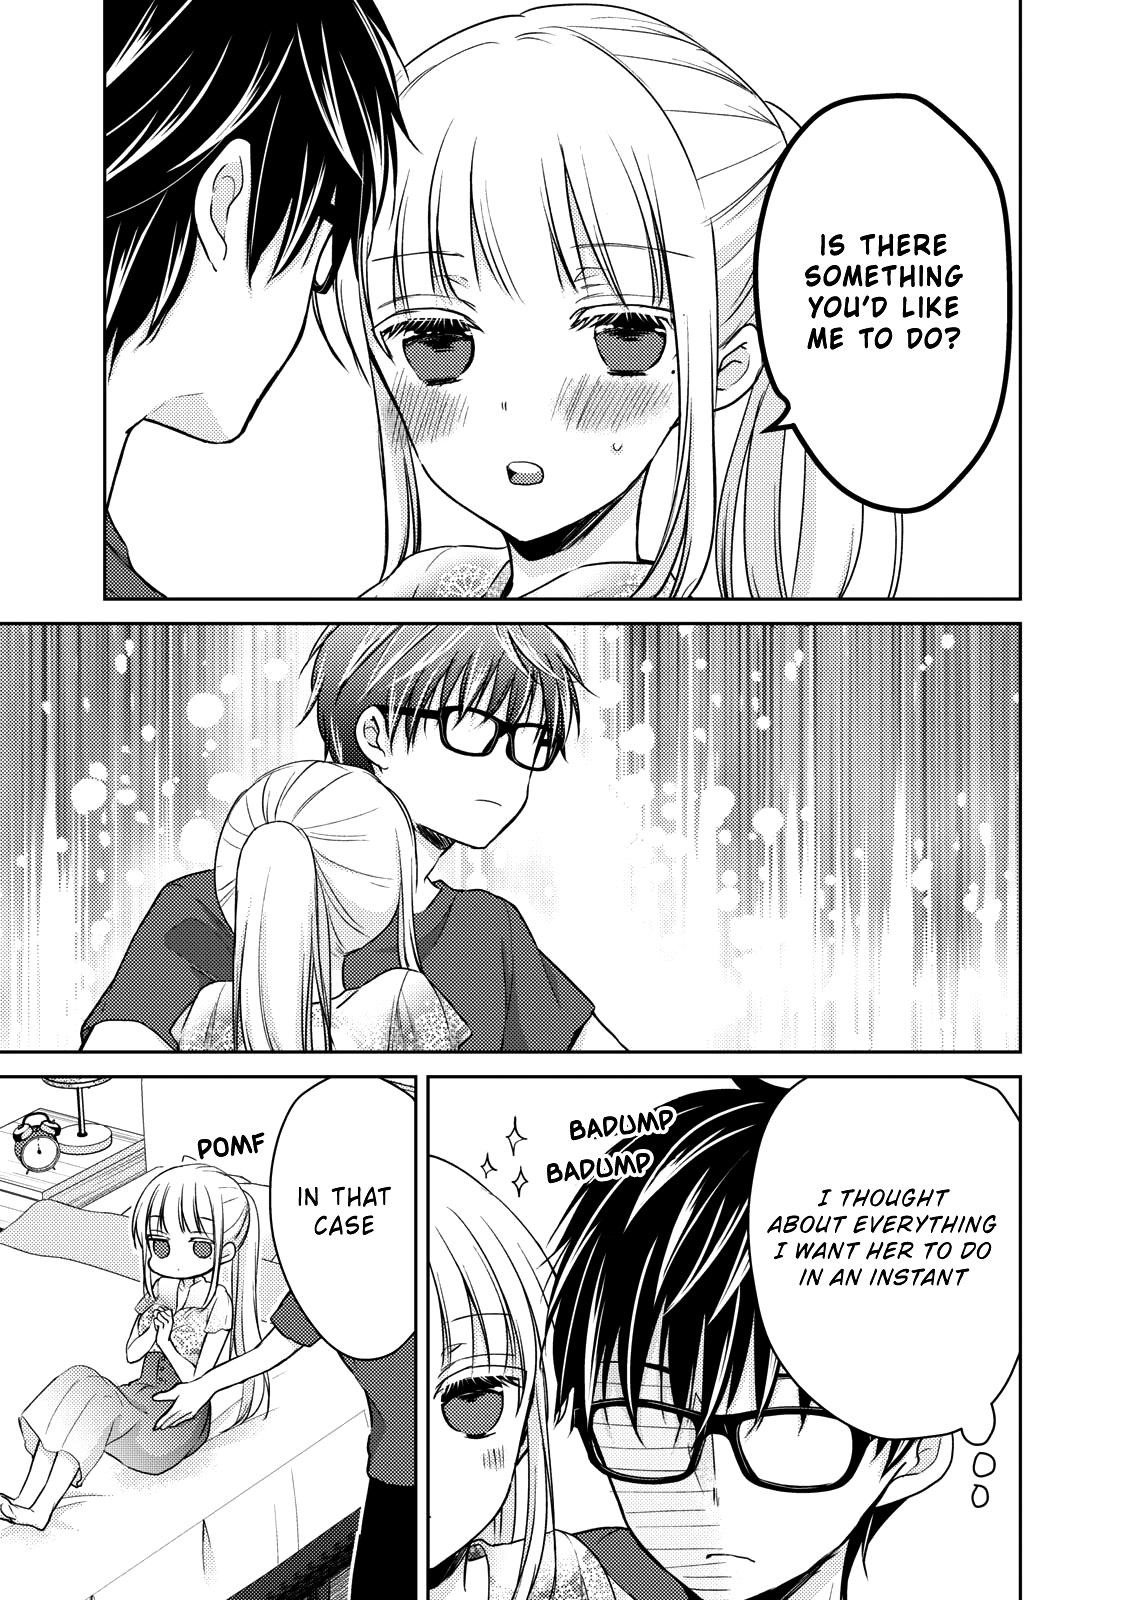 IS THERE
SOMETHING
YOU'D LIKE
ME TO DO?
BADUMP
BADUMP
I THOUGHT
ABOUT EVERYTHING
I WANT HER TO DO
IN AN INSTANT
POMF
IN THAT
CASE